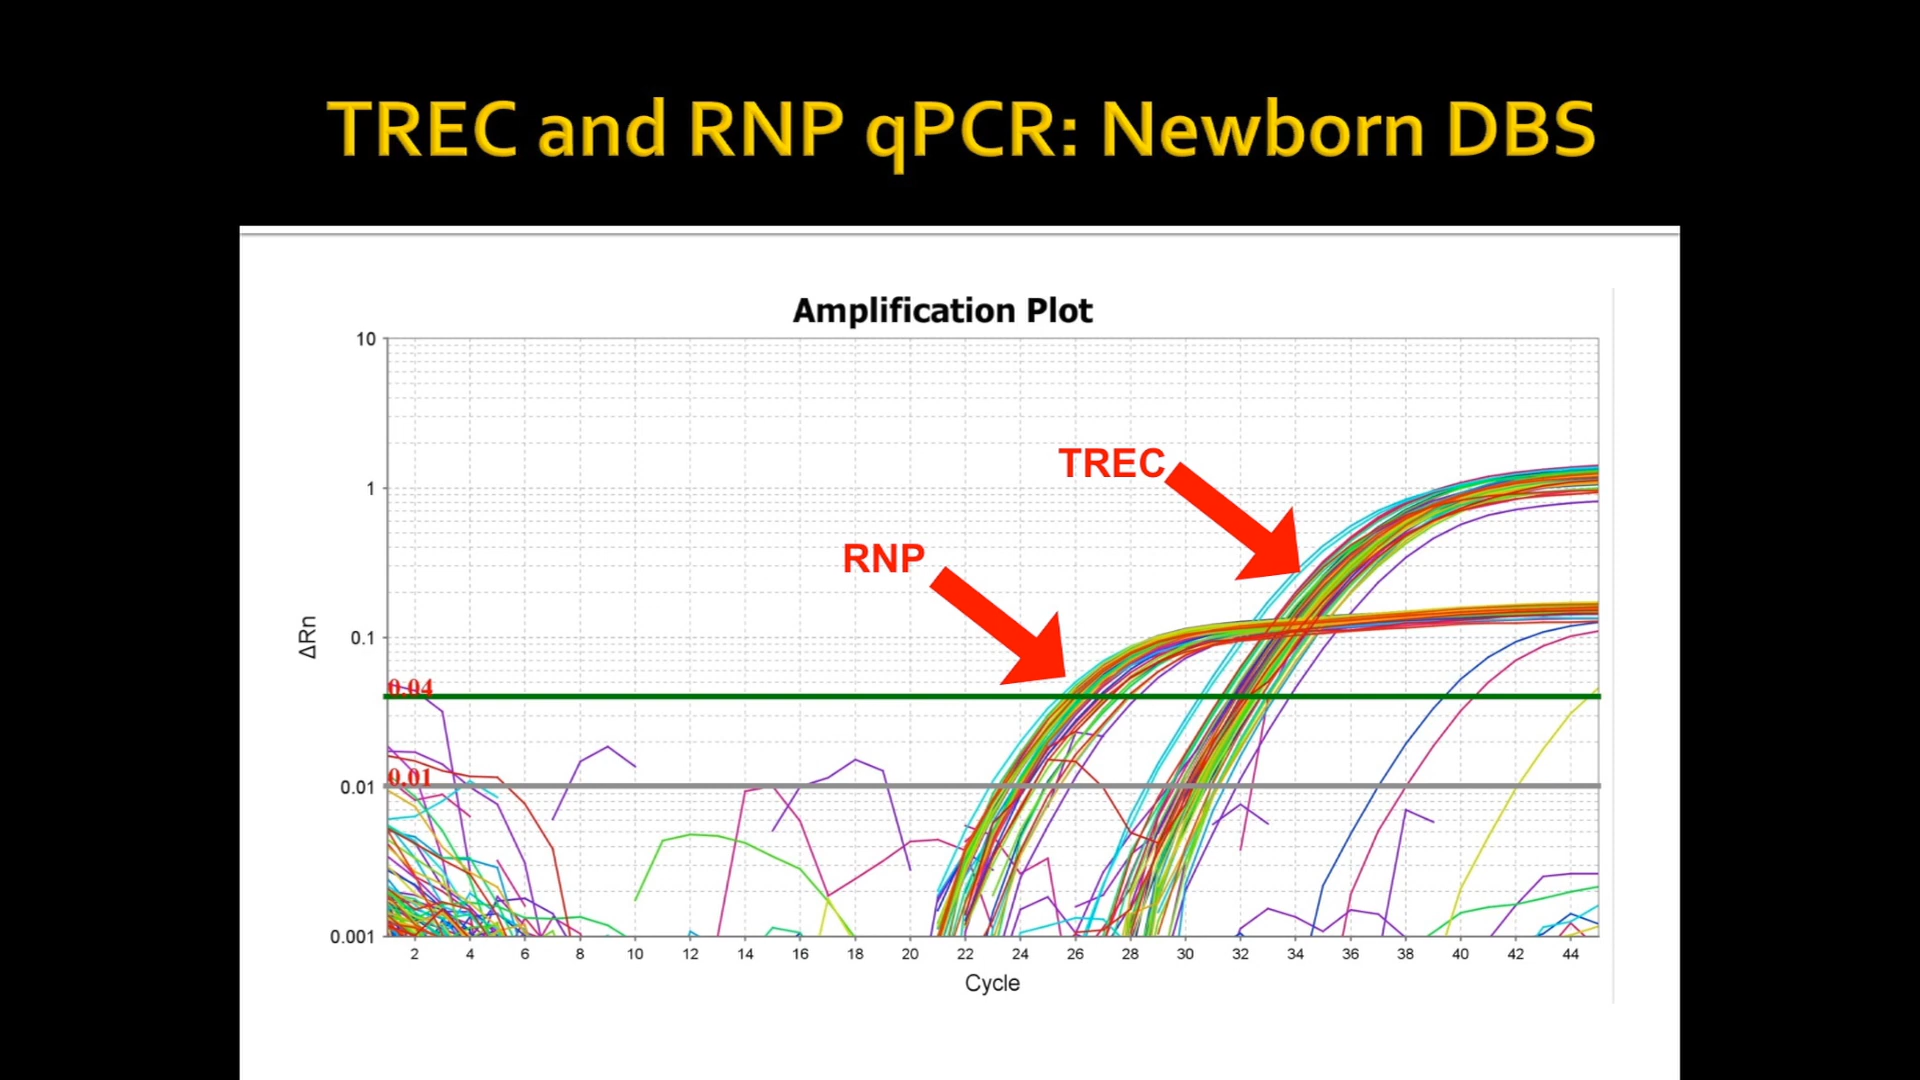 TREC and RNP qPCR: Newborn DBS
Amplification Plot
10
1
0.1
0.01
0.001
ΔRn
TREC
RNP
0.04
0.01
2 4 6 8 10 12 14 16 18 20 22 24 26 28 30 32 34 36 38 40 42 44
Cycle